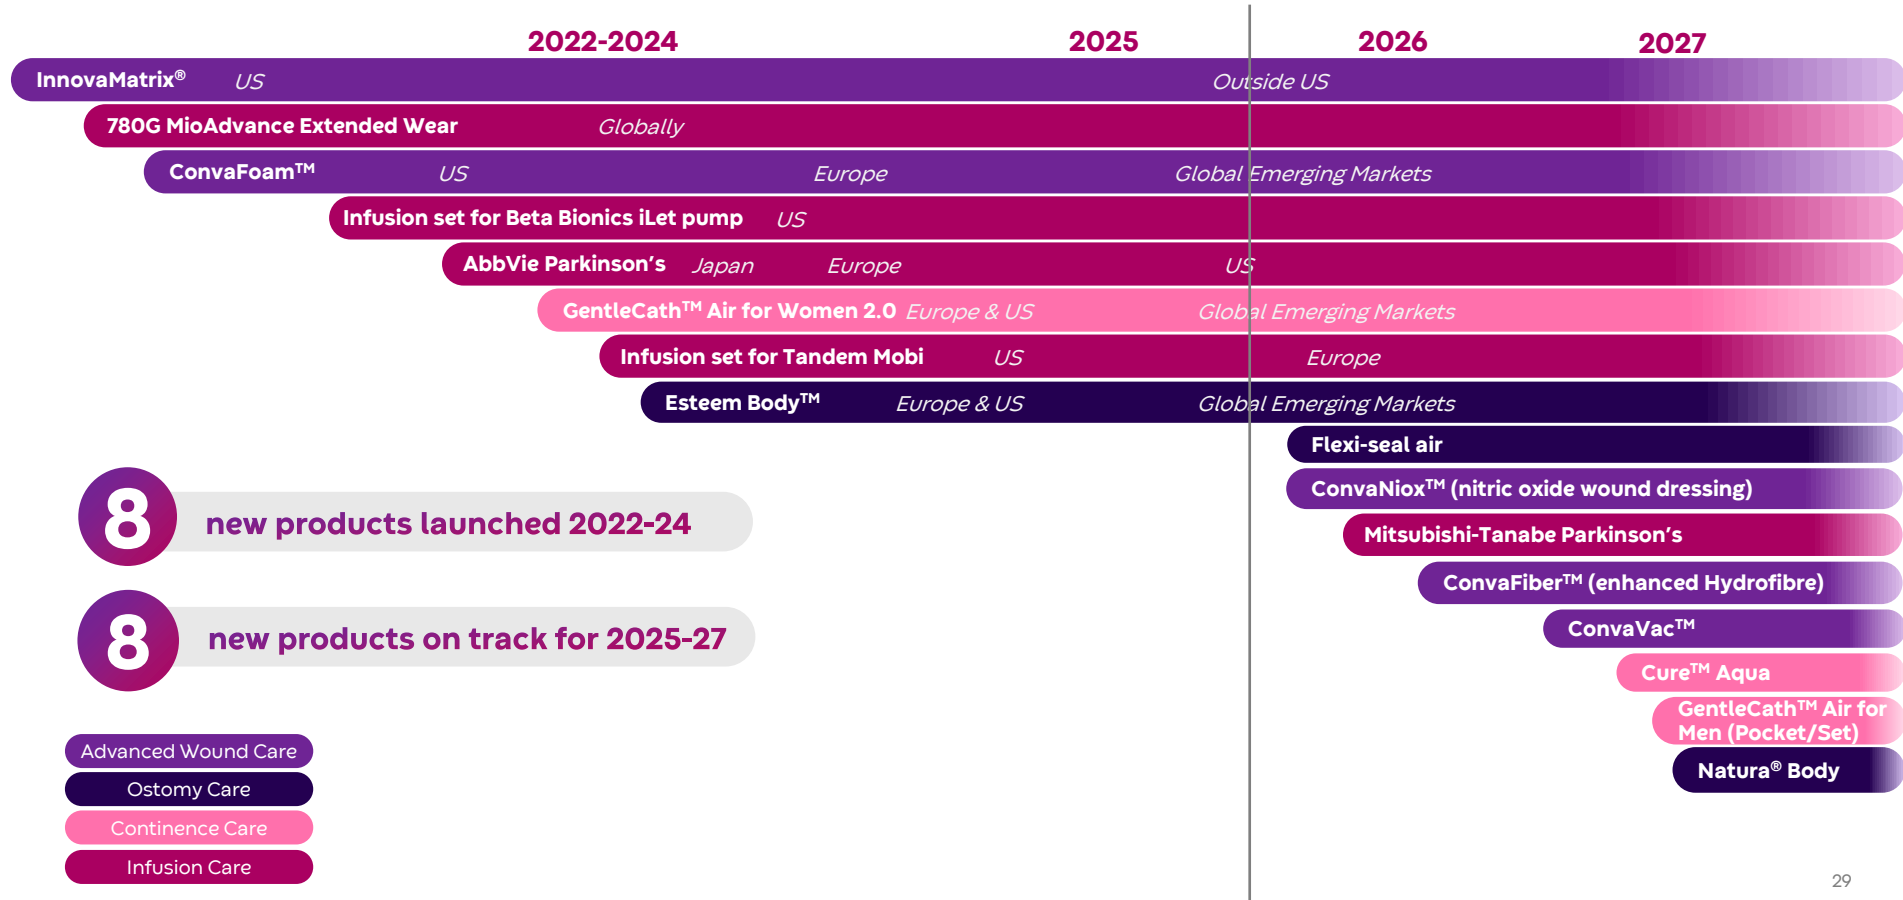 2022-2024 2025 2026 2027
InnovaMatrix® US Outside US
780G MioAdvance Extended Wear Globally
ConvaFoam™ US Europe Global Emerging Markets
Infusion set for Beta Bionics iLet pump US
AbbVie Parkinson’s Japan Europe US
GentleCath™ Air for Women 2.0 Europe & US Global Emerging Markets
Infusion set for Tandem Mobi US Europe
Esteem Body™ Europe & US Global Emerging Markets
Flexi-seal air
ConvaNiox™ (nitric oxide wound dressing)
Mitsubishi-Tanabe Parkinson’s
ConvaFiber™ (enhanced Hydrofibre)
ConvaVac™
Cure™ Aqua
GentleCath™ Air for
Men (Pocket/Set)
Natura® Body
8 new products launched 2022-24
8 new products on track for 2025-27
Advanced Wound Care
Ostomy Care
Continence Care
Infusion Care
29